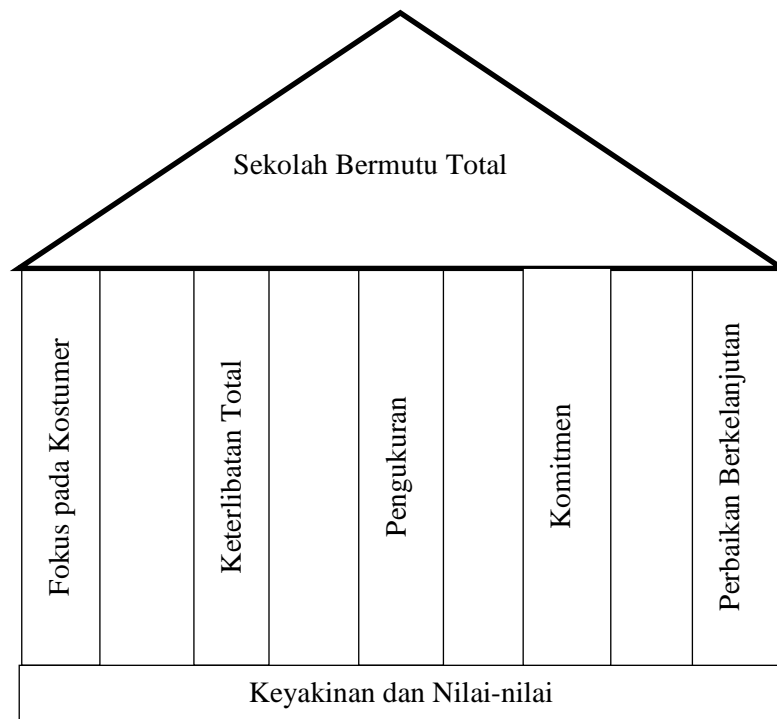 Sekolah Bermutu Total
Fokus pada Kostumer
Keterlibatan Total
Pengukuran
Komitmen
Perbaikan Berkelanjutan
Keyakinan dan Nilai-nilai